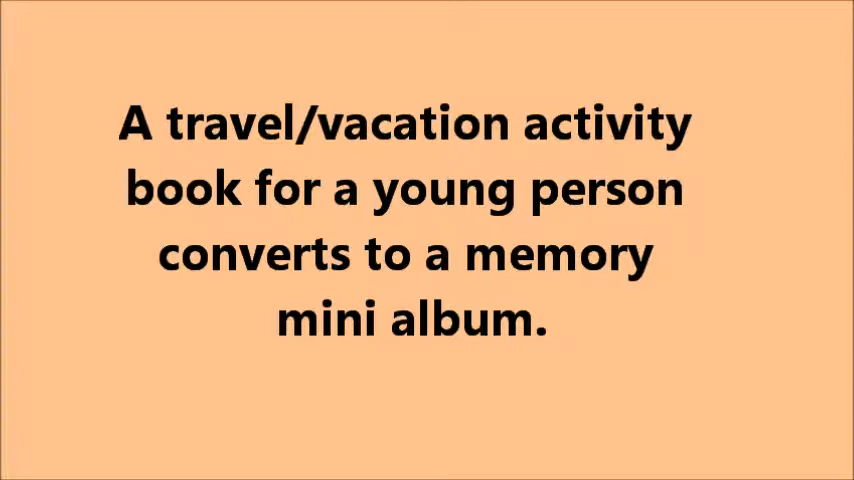 A travel/vacation activity
book for a young person
converts to a memory
mini album.